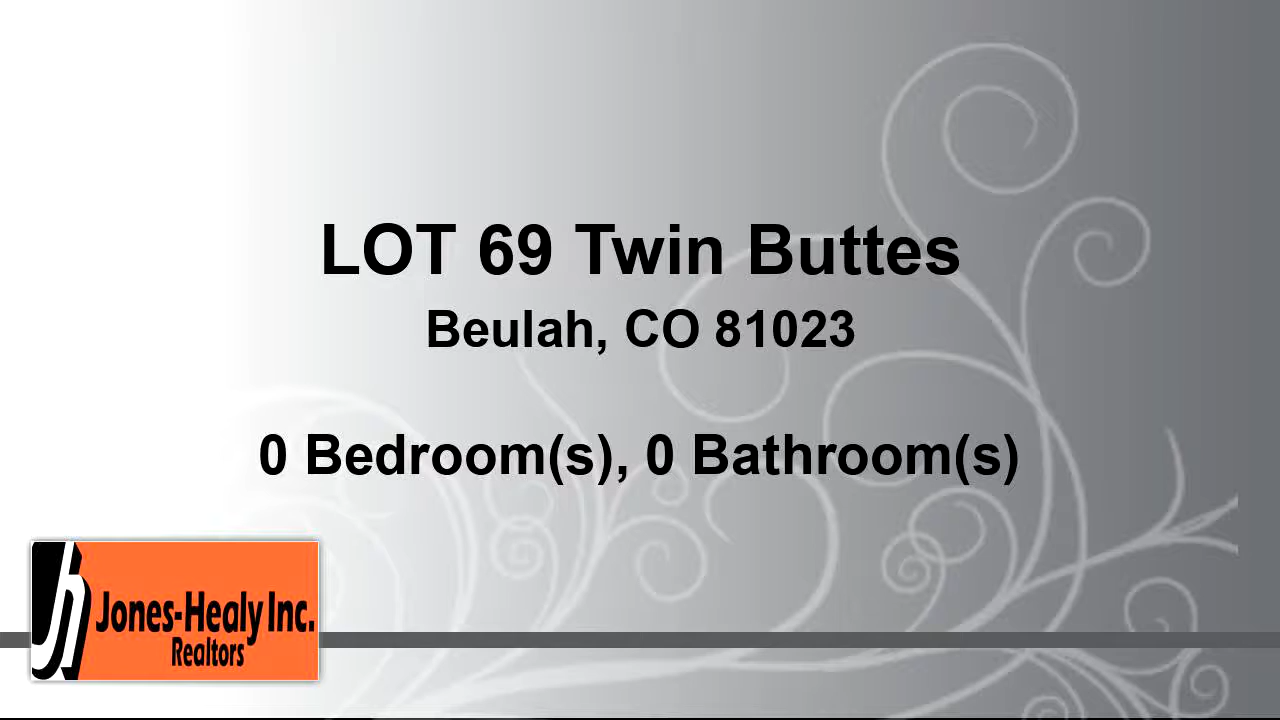 LOT 69 Twin Buttes
Beulah, CO 81023
0 Bedroom(s), 0 Bathroom(s)
Jones-Healy Inc.
Realtors